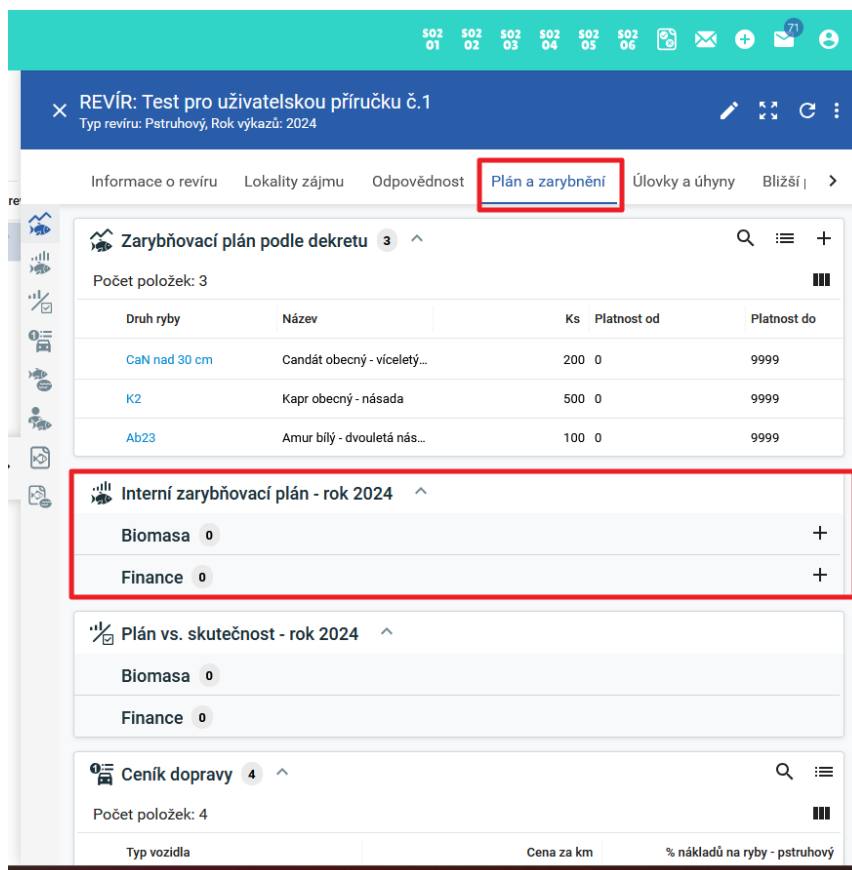 S02 01 S02 02 S02 03 S02 04 S02 05 S02 06 71
REVÍR: Test pro uživatelskou příručku č.1
Typ revíru: Pstruhový, Rok výkazů: 2024
Informace o revíru Lokality zájmu Odpovědnost Plán a zarybnění Úlovky a úhyny Bližší
Zarybňovací plán podle dekretu 3
Počet položek: 3
Druh ryby Název Ks Platnost od Platnost do
CaN nad 30 cm Candát obecný - víceletý... 200 0 9999
K2 Kapr obecný - násada 500 0 9999
Ab23 Amur bílý - dvouletá nás... 100 0 9999
Interní zarybňovací plán - rok 2024
Biomasa 0
Finance 0
Plán vs. skutečnost - rok 2024
Biomasa 0
Finance 0
Ceník dopravy 4
Počet položek: 4
Typ vozidla Cena za km % nákladů na ryby - pstruhový